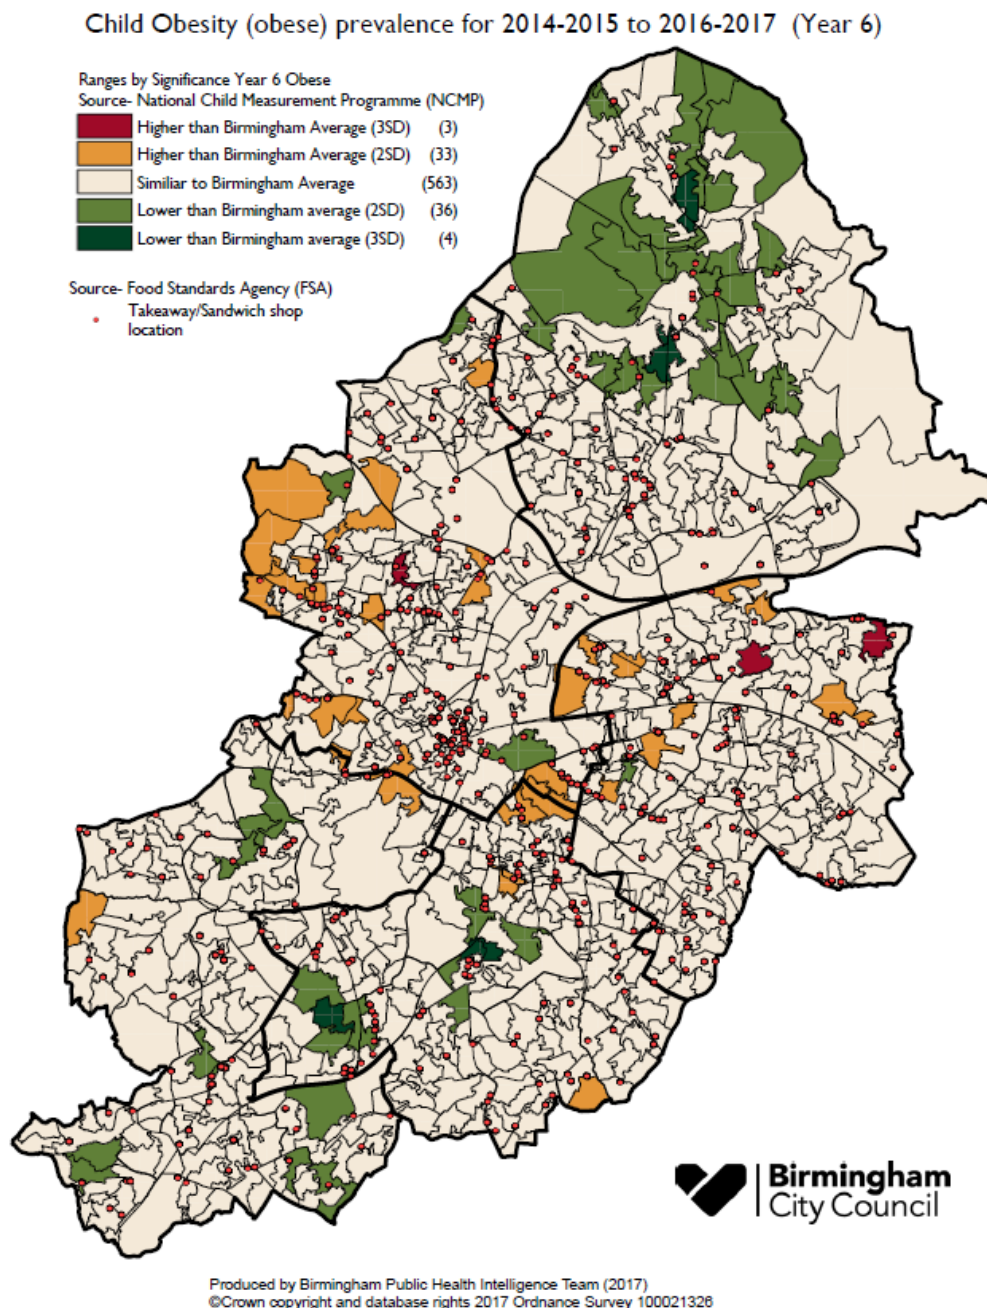 Child Obesity (obese) prevalence for 2014-2015 to 2016-2017 (Year 6)
Ranges by Significance Year 6 Obese
Source- National Child Measurement Programme (NCMP)
Higher than Birmingham Average (3SD) (3)
Higher than Birmingham Average (2SD) (33)
Similiar to Birmingham Average (563)
Lower than Birmingham average (2SD) (36)
Lower than Birmingham average (3SD) (4)
Source- Food Standards Agency (FSA)
Takeaway/Sandwich shop
location
Birmingham
City Council
Produced by Birmingham Public Health Intelligence Team (2017)
©Crown copyright and database rights 2017 Ordnance Survey 100021326